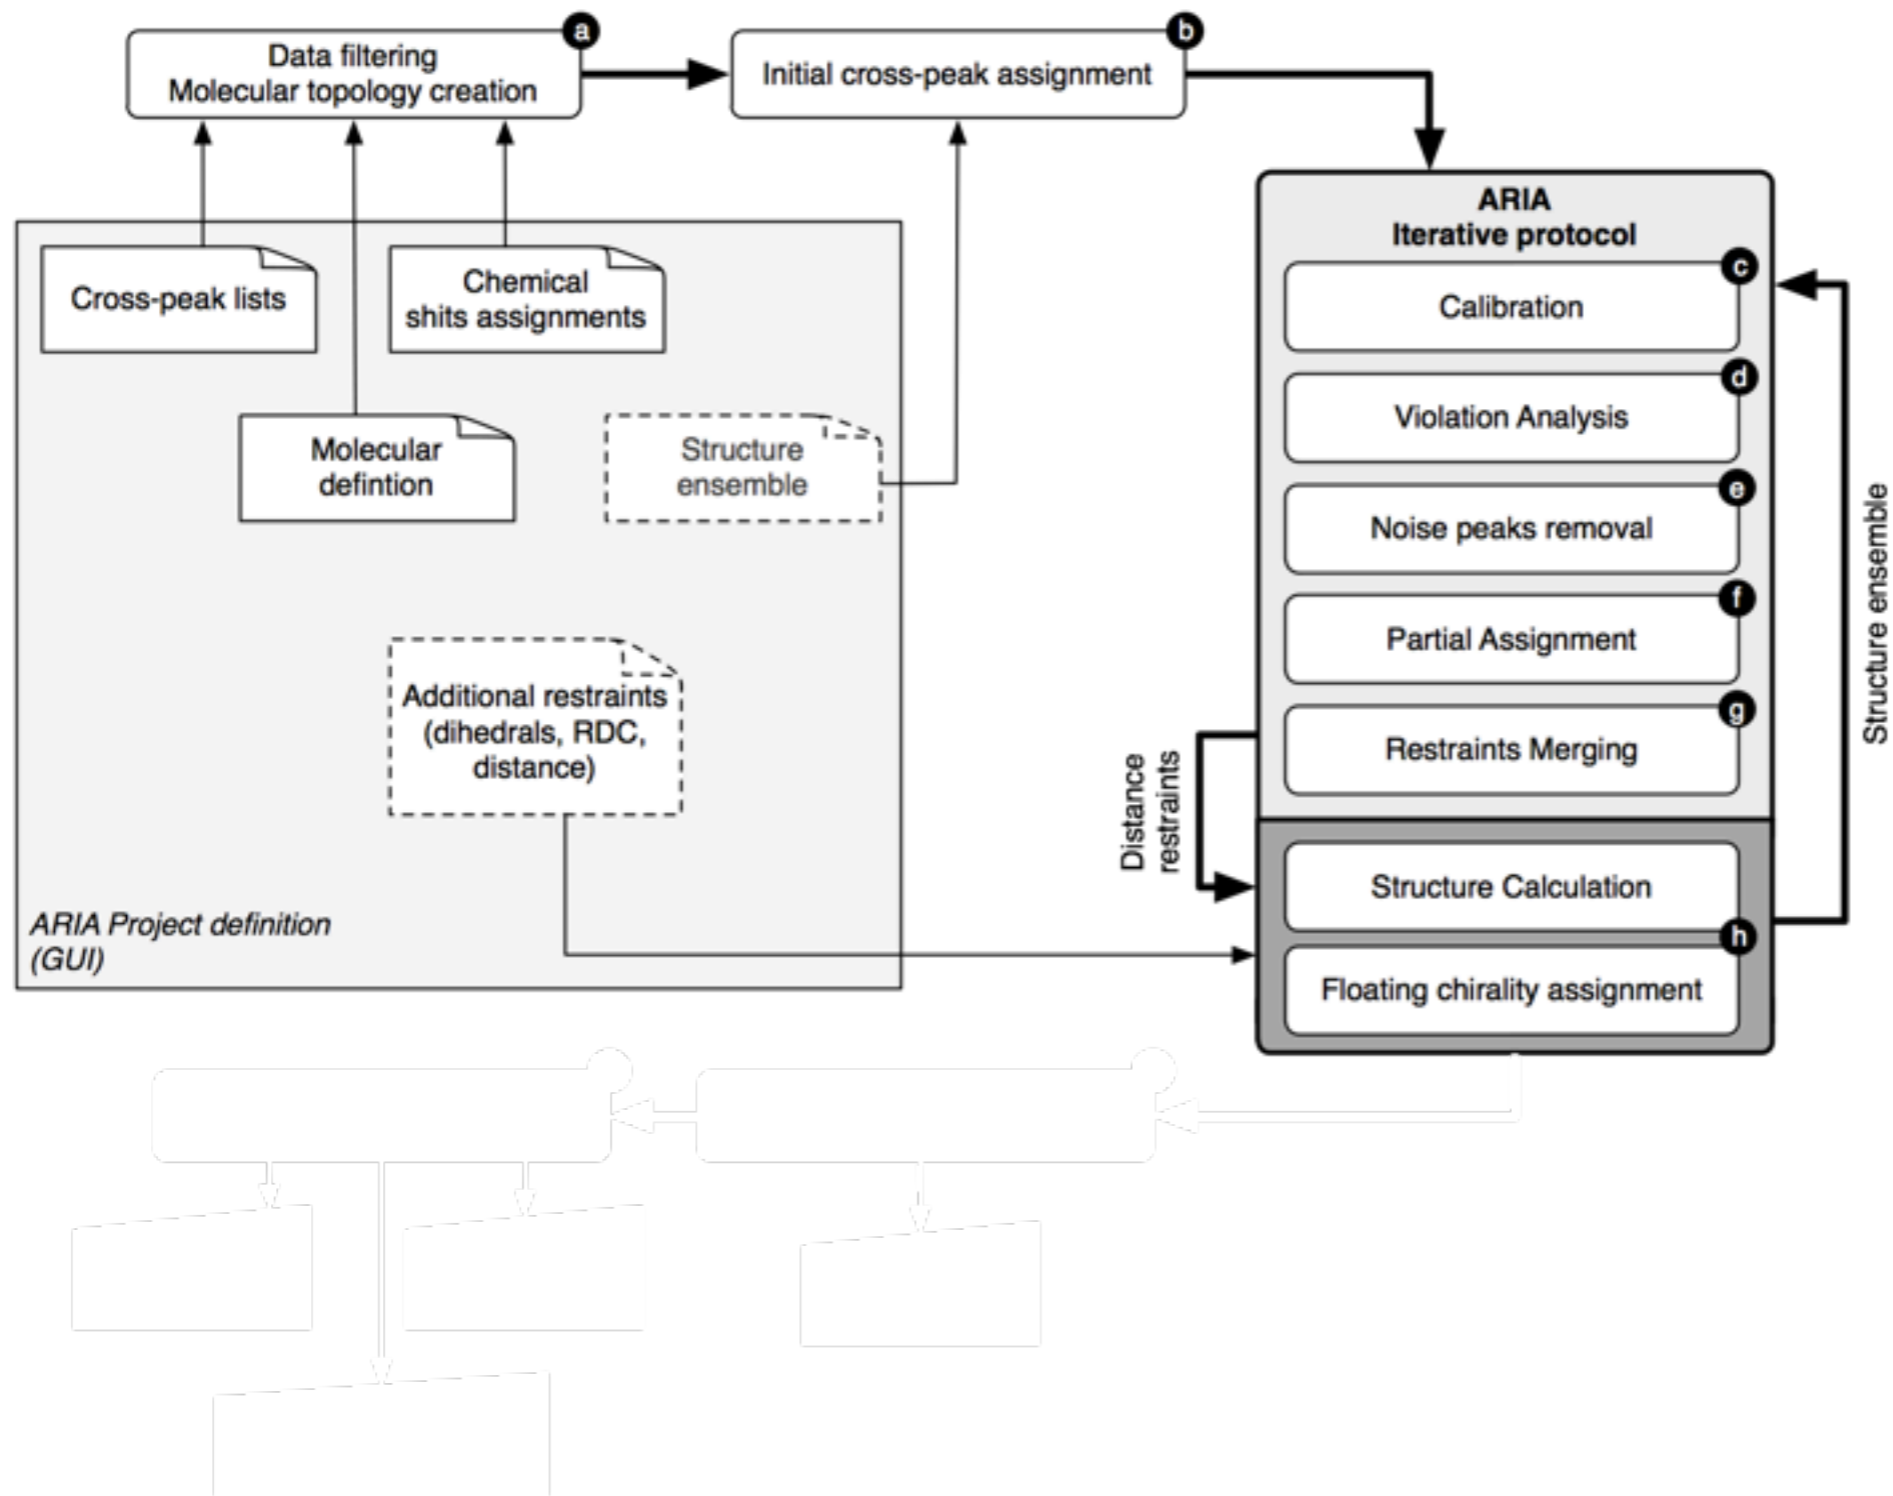 a
Data filtering
Molecular topology creation
b
Initial cross-peak assignment
ARIA
Iterative protocol
c
Calibration
d
Violation Analysis
e
Noise peaks removal
f
Partial Assignment
g
Restraints Merging
Structure Calculation
h
Floating chirality assignment
Cross-peak lists
Chemical
shits assignments
Molecular
defintion
Structure
ensemble
Additional restraints
(dihedrals, RDC,
distance)
ARIA Project definition
(GUI)
Distance
restraints
Structure ensemble